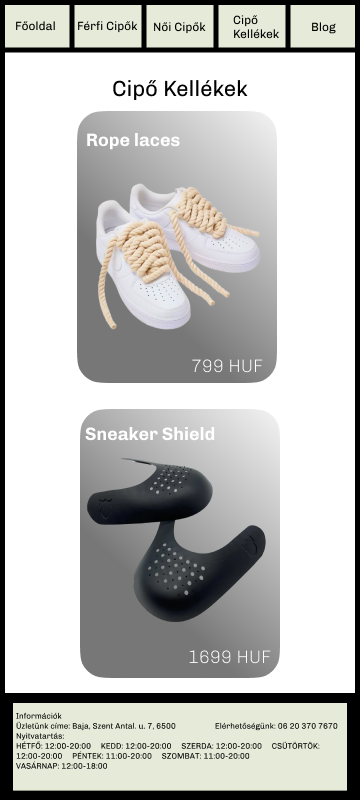 Főoldal
Férfi Cipők
Női Cipők
Cipő
Kellékek
Blog
Cipő Kellékek
Rope laces
799 HUF
Sneaker Shield
1699 HUF
Információk
Üzletünk címe: Baja, Szent Antal. u. 7, 6500 Elérhetőségünk: 06 20 370 7670
Nyitvatartás:
HÉTFŐ: 12:00-20:00 KEDD: 12:00-20:00 SZERDA: 12:00-20:00 CSÜTÖRTÖK:
12:00-20:00 PÉNTEK: 11:00-20:00 SZOMBAT: 11:00-20:00
VASÁRNAP: 12:00-18:00